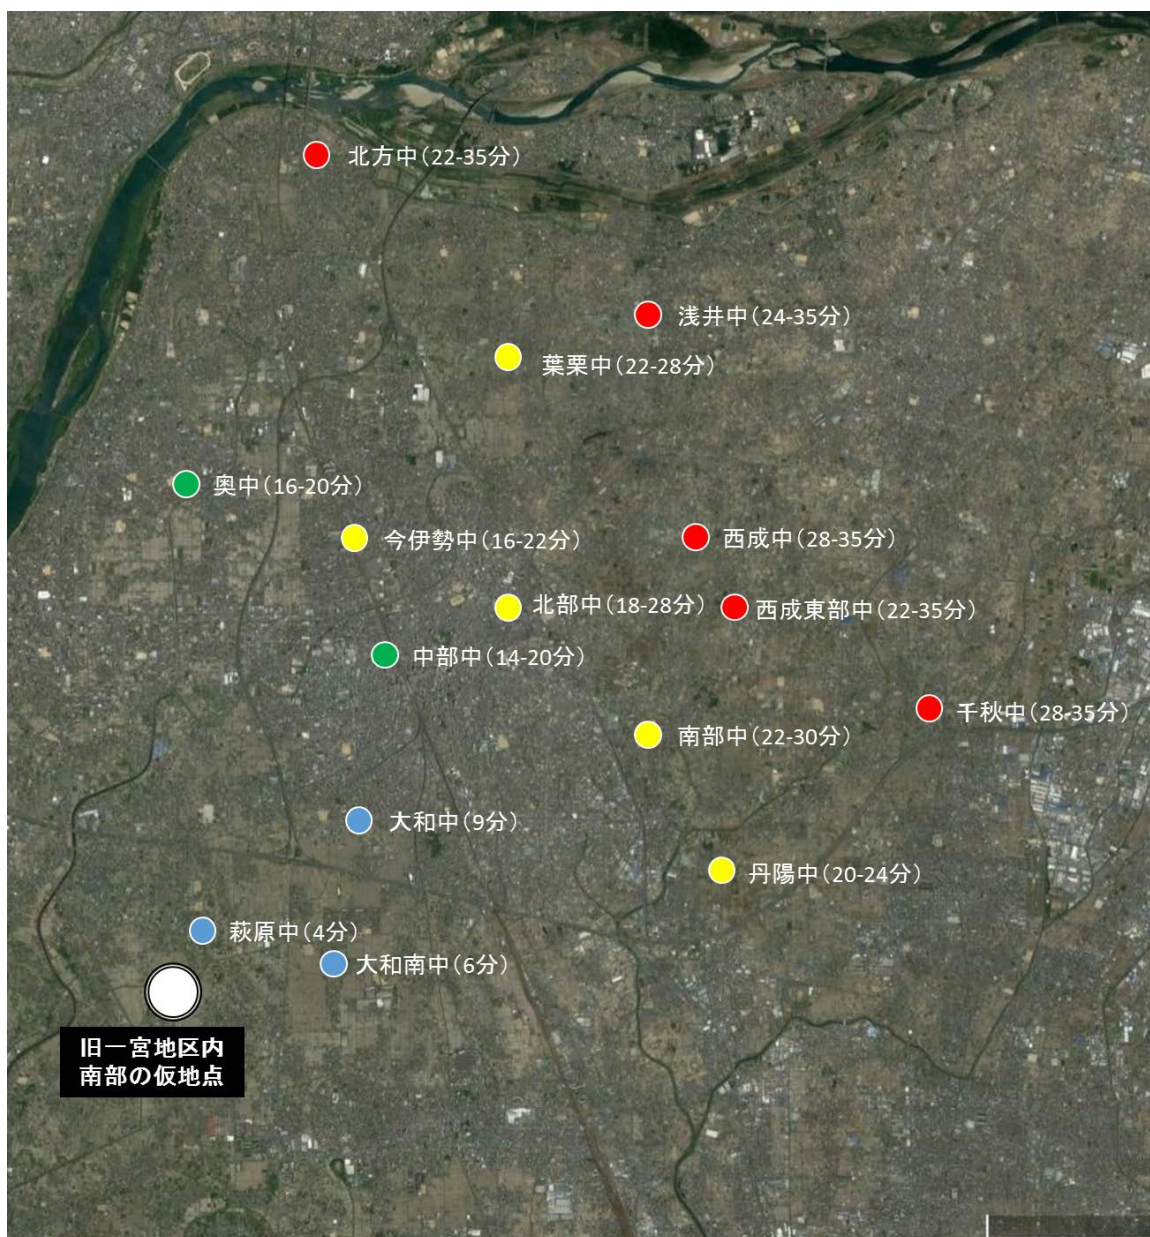 北方中(22-35分)
浅井中(24-35分)
葉栗中(22-28分)
奥中(16-20分)
今伊勢中(16-22分)
西成中(28-35分)
北部中(18-28分)
西成東部中(22-35分)
中部中(14-20分)
千秋中(28-35分)
南部中(22-30分)
大和中(9分)
丹陽中(20-24分)
萩原中(4分)
大和南中(6分)
旧一宮地区内
南部の仮地点